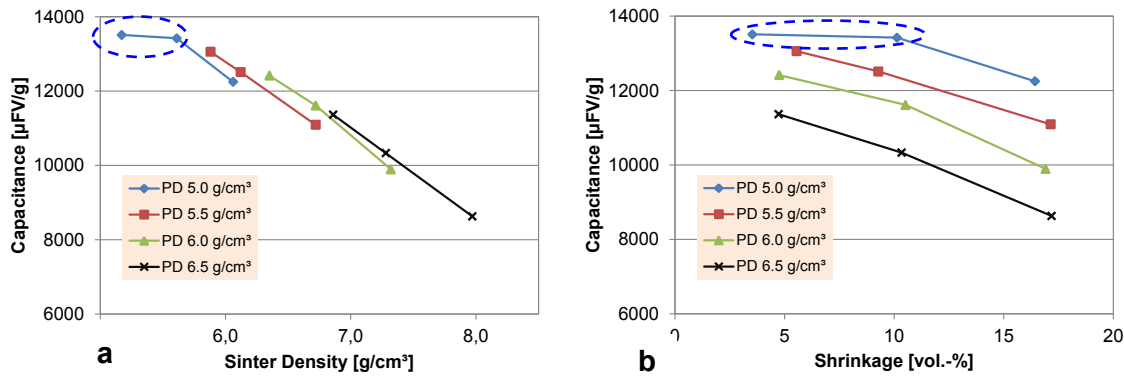 14000
12000
10000
8000
6000
Capacitance [µFV/g]
PD 5.0 g/cm³
PD 5.5 g/cm³
PD 6.0 g/cm³
PD 6.5 g/cm³
6,0
7,0
8,0
a
Sinter Density [g/cm³]
14000
12000
10000
8000
6000
Capacitance [µFV/g]
PD 5.0 g/cm³
PD 5.5 g/cm³
PD 6.0 g/cm³
PD 6.5 g/cm³
0
5
10
15
20
b
Shrinkage [vol.-%]